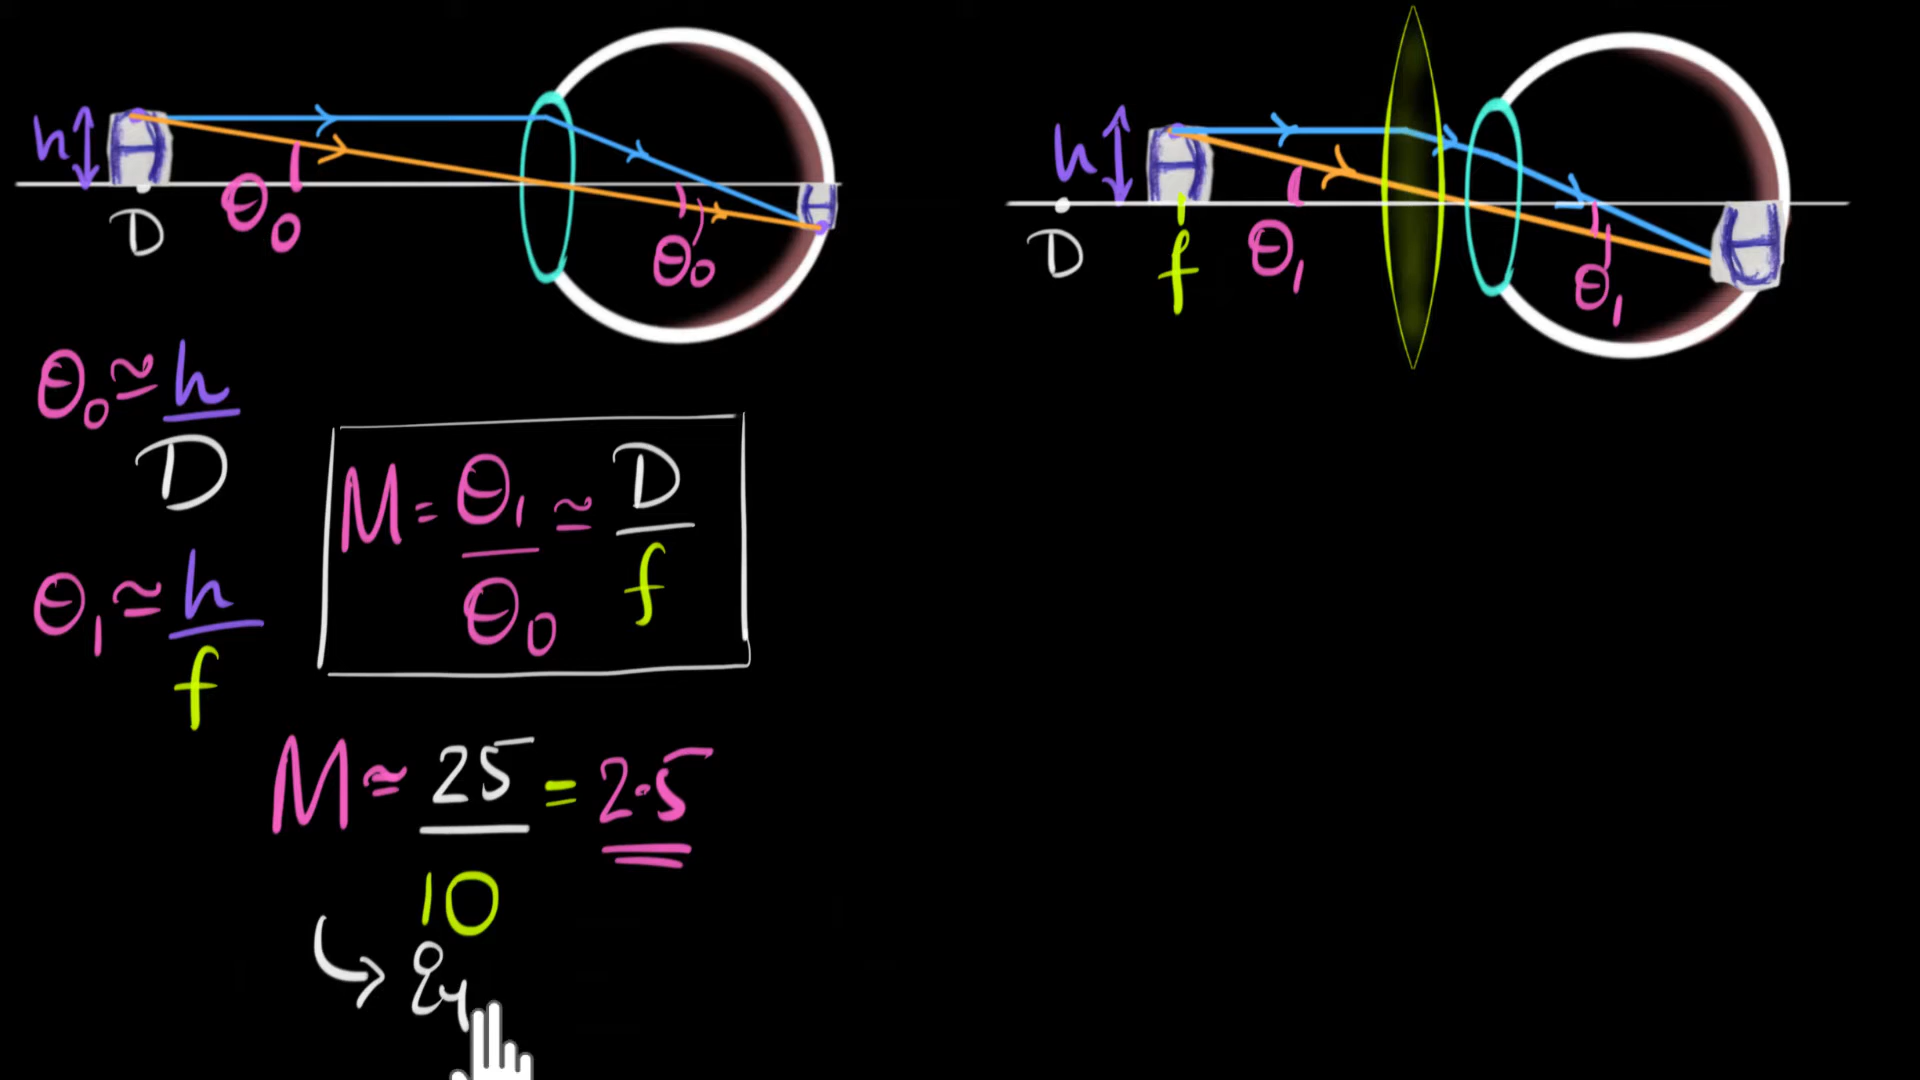 h H D θ₀ θ₀ H
h H D f θ₁ θ₁ H
θ₀ ≃ h/D
M = θ₁/θ₀ ≃ D/f
θ₁ ≃ h/f
M ≃ 25/10 = 2.5